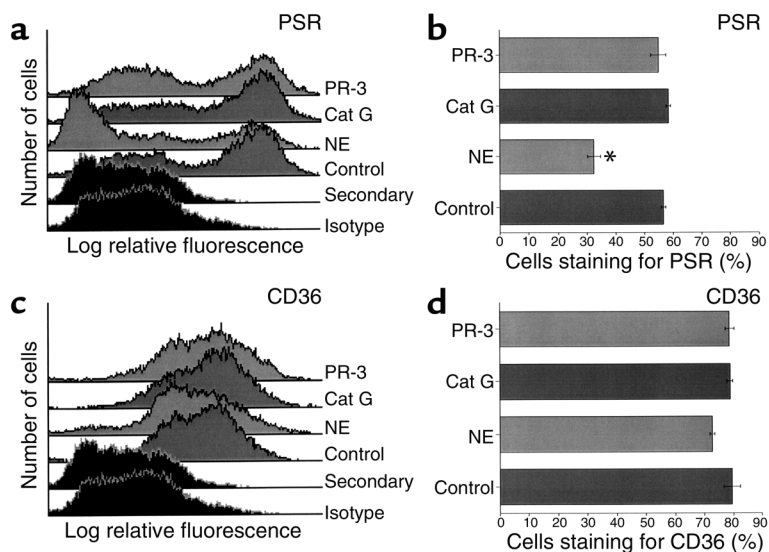 a
PSR
Number of cells
PR-3
Cat G
NE
Control
Secondary
Isotype
Log relative fluorescence
b
PSR
PR-3
Cat G
NE
*
Control
0 10 20 30 40 50 60 70 80 90
Cells staining for PSR (%)
c
CD36
Number of cells
PR-3
Cat G
NE
Control
Secondary
Isotype
Log relative fluorescence
d
CD36
PR-3
Cat G
NE
Control
0 10 20 30 40 50 60 70 80 90
Cells staining for CD36 (%)